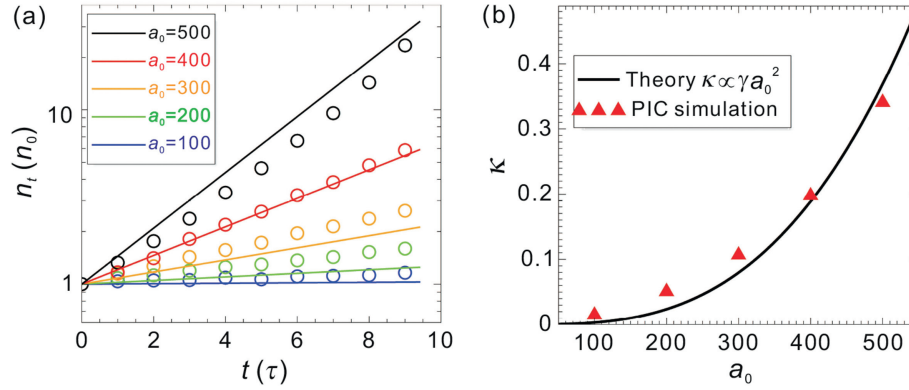 (a)
a₀=500
a₀=400
a₀=300
a₀=200
a₀=100
10
1
nₜ(n₀)
0 2 4 6 8 10
t(τ)
(b)
Theory κ∝γa₀²
PIC simulation
0.4
0.3
0.2
0.1
0
κ
100 200 300 400 500
a₀